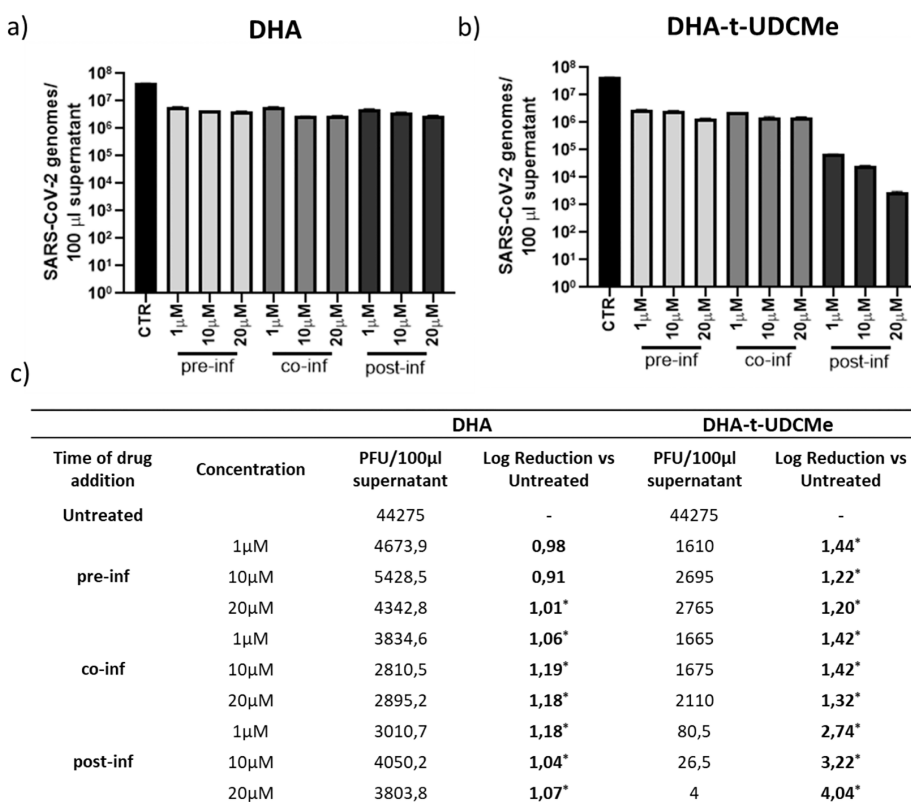 a)
DHA
SARS-CoV-2 genomes/
100 µl supernatant
10⁸
10⁷
10⁶
10⁵
10⁴
10³
10²
10¹
10⁰
CTR
1µM
10µM
20µM
1µM
10µM
20µM
1µM
10µM
20µM
pre-inf
co-inf
post-inf
b)
DHA-t-UDCMe
SARS-CoV-2 genomes/
100 µl supernatant
10⁸
10⁷
10⁶
10⁵
10⁴
10³
10²
10¹
10⁰
CTR
1µM
10µM
20µM
1µM
10µM
20µM
1µM
10µM
20µM
pre-inf
co-inf
post-inf
c)
DHA DHA-t-UDCMe
Time of drug addition Concentration PFU/100µl supernatant Log Reduction vs Untreated PFU/100µl supernatant Log Reduction vs Untreated
Untreated 44275 - 44275 -
1µM 4673,9 0,98 1610 1,44*
pre-inf 10µM 5428,5 0,91 2695 1,22*
20µM 4342,8 1,01* 2765 1,20*
1µM 3834,6 1,06* 1665 1,42*
co-inf 10µM 2810,5 1,19* 1675 1,42*
20µM 2895,2 1,18* 2110 1,32*
1µM 3010,7 1,18* 80,5 2,74*
post-inf 10µM 4050,2 1,04* 26,5 3,22*
20µM 3803,8 1,07* 4 4,04*